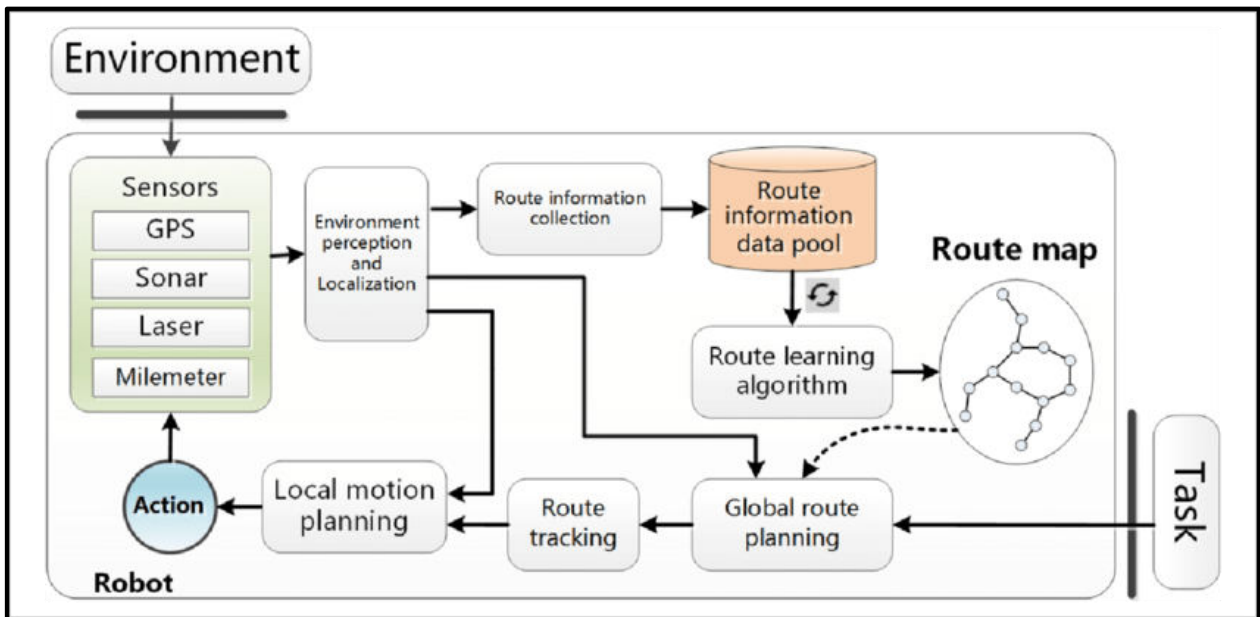 Environment
Sensors
GPS
Sonar
Laser
Milemeter
Environment
perception
and
Localization
Route information
collection
Route
information
data pool
Route map
Route learning
algorithm
Action
Local motion
planning
Route
tracking
Global route
planning
Task
Robot